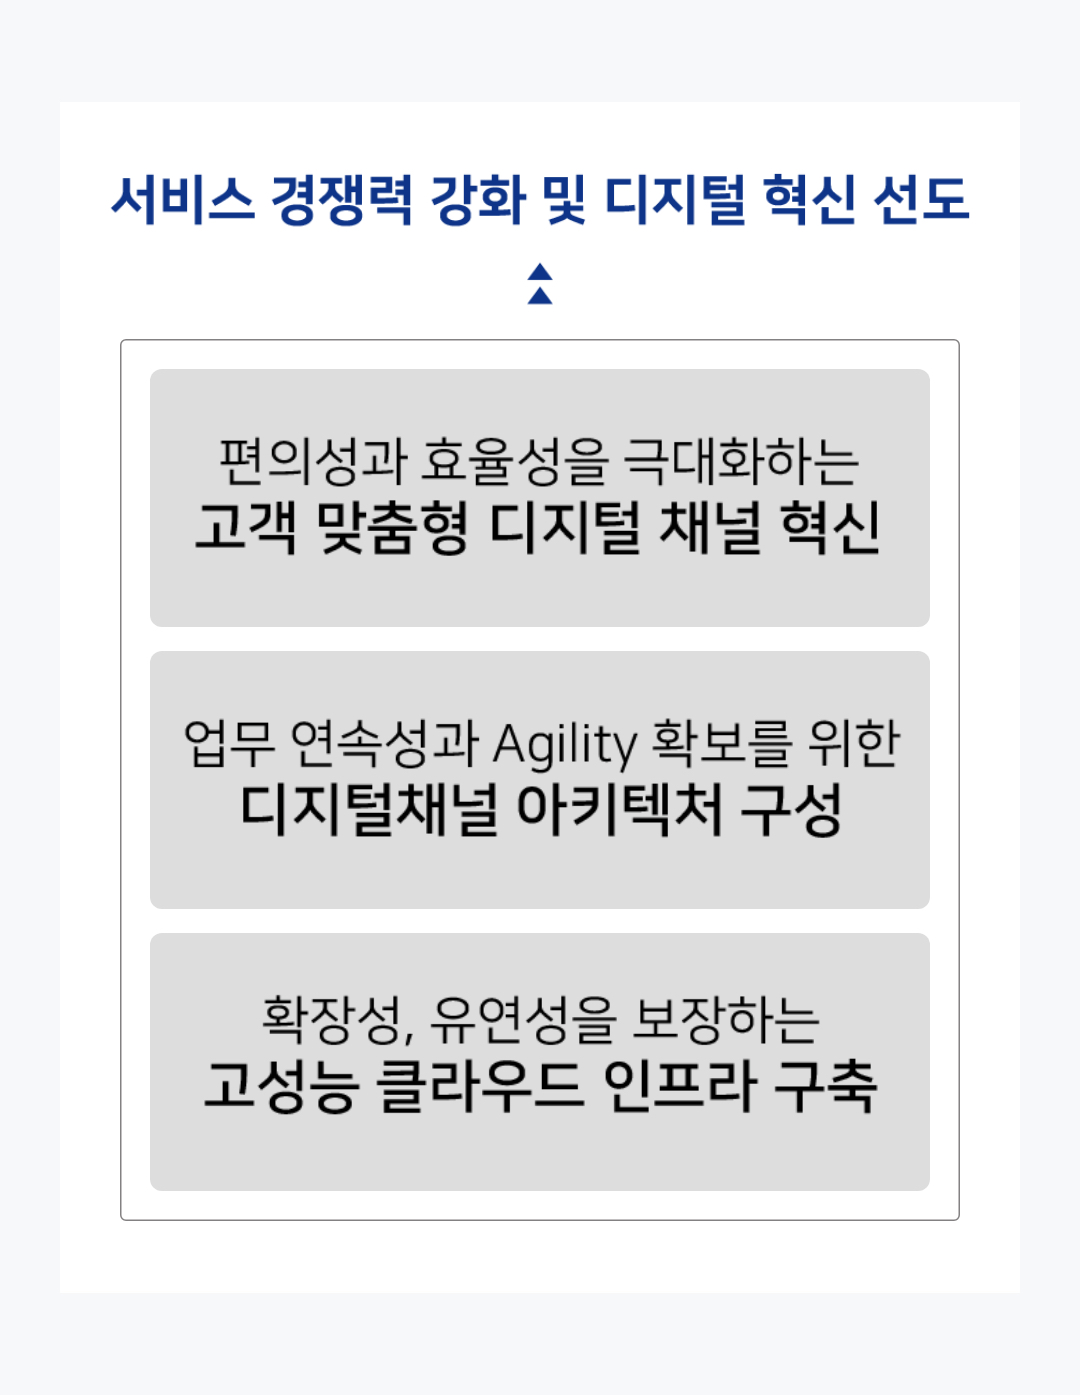 서비스 경쟁력 강화 및 디지털 혁신 선도
편의성과 효율성을 극대화하는
고객 맞춤형 디지털 채널 혁신
업무 연속성과 Agility 확보를 위한
디지털채널 아키텍처 구성
확장성, 유연성을 보장하는
고성능 클라우드 인프라 구축